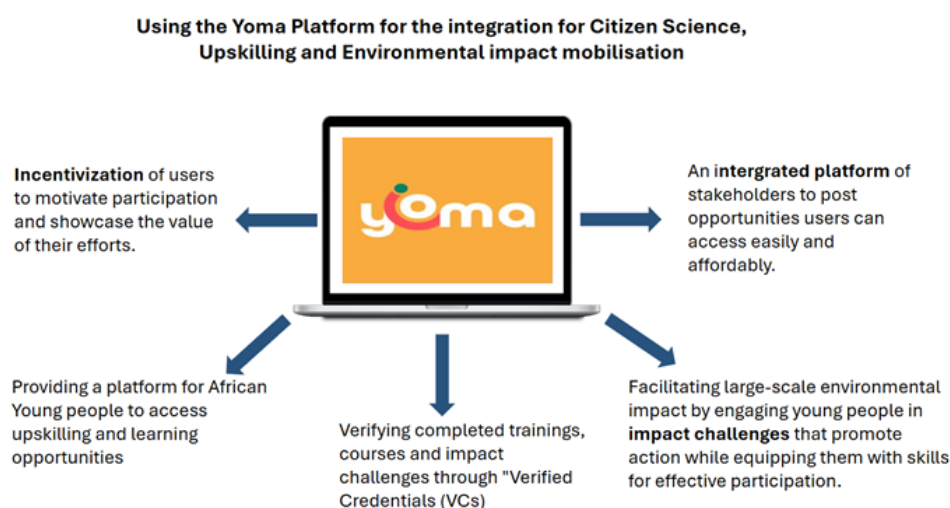 Using the Yoma Platform for the integration for Citizen Science,
Upskilling and Environmental impact mobilisation
Incentivization of users
to motivate participation
and showcase the value
of their efforts.
yoma
An intergrated platform of
stakeholders to post
opportunities users can
access easily and
affordably.
Providing a platform for African
Young people to access
upskilling and learning
opportunities
Verifying completed trainings,
courses and impact
challenges through "Verified
Credentials (VCs)
Facilitating large-scale environmental
impact by engaging young people in
impact challenges that promote
action while equipping them with skills
for effective participation.